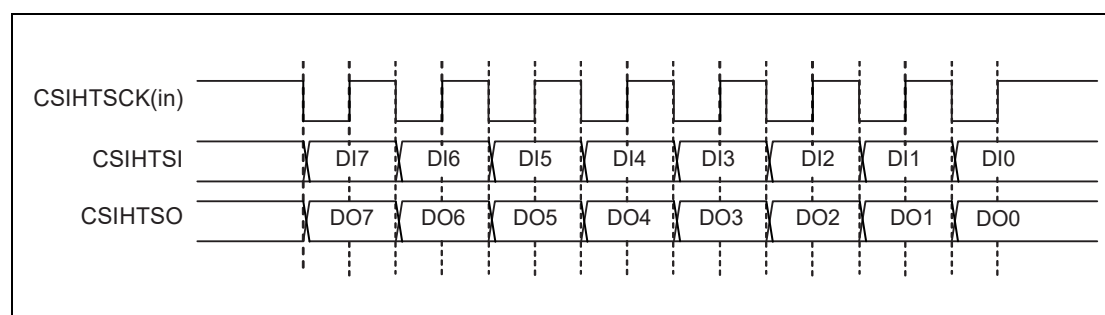 CSIHTSCK(in)
CSIHTSI DI7 DI6 DI5 DI4 DI3 DI2 DI1 DI0
CSIHTSO DO7 DO6 DO5 DO4 DO3 DO2 DO1 DO0